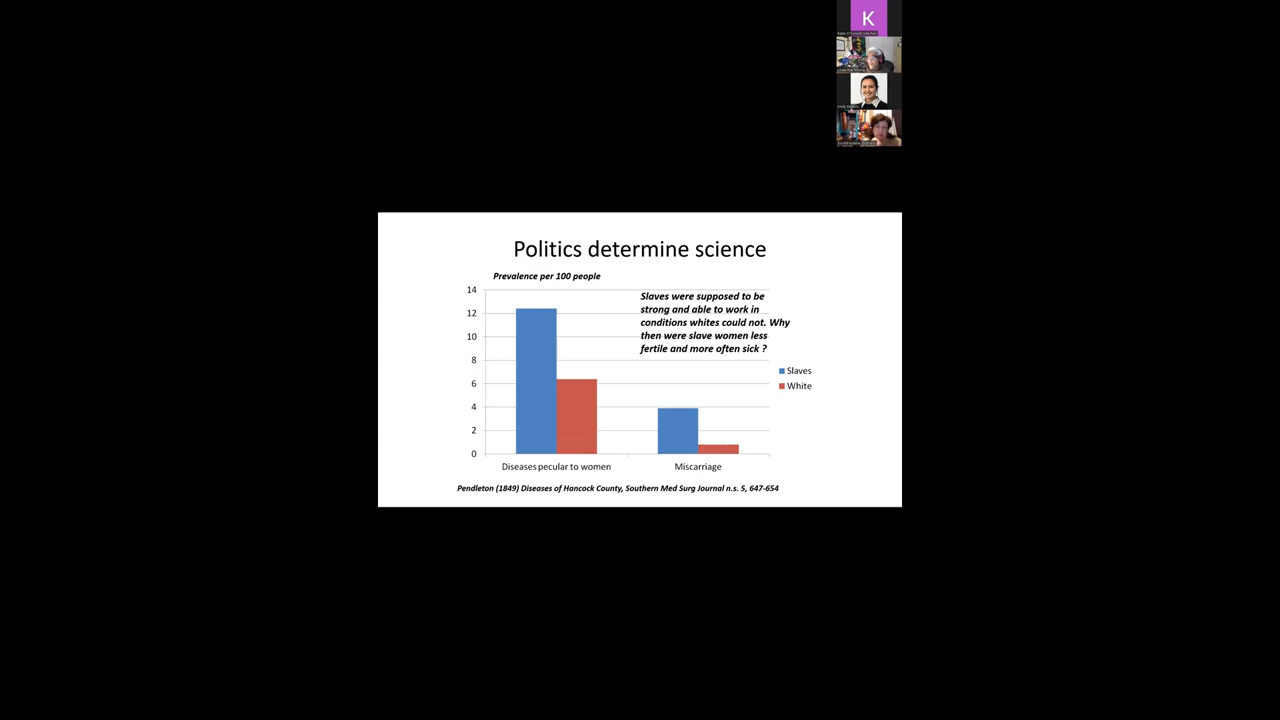 K
Politics determine science
Prevalence per 100 people
14
12
10
8
6
4
2
0
Slaves were supposed to be
strong and able to work in
conditions whites could not. Why
then were slave women less
fertile and more often sick ?
Slaves
White
Diseases pecular to women
Miscarriage
Pendleton (1849) Diseases of Hancock County, Southern Med Surg Journal n.s. 5, 647-654